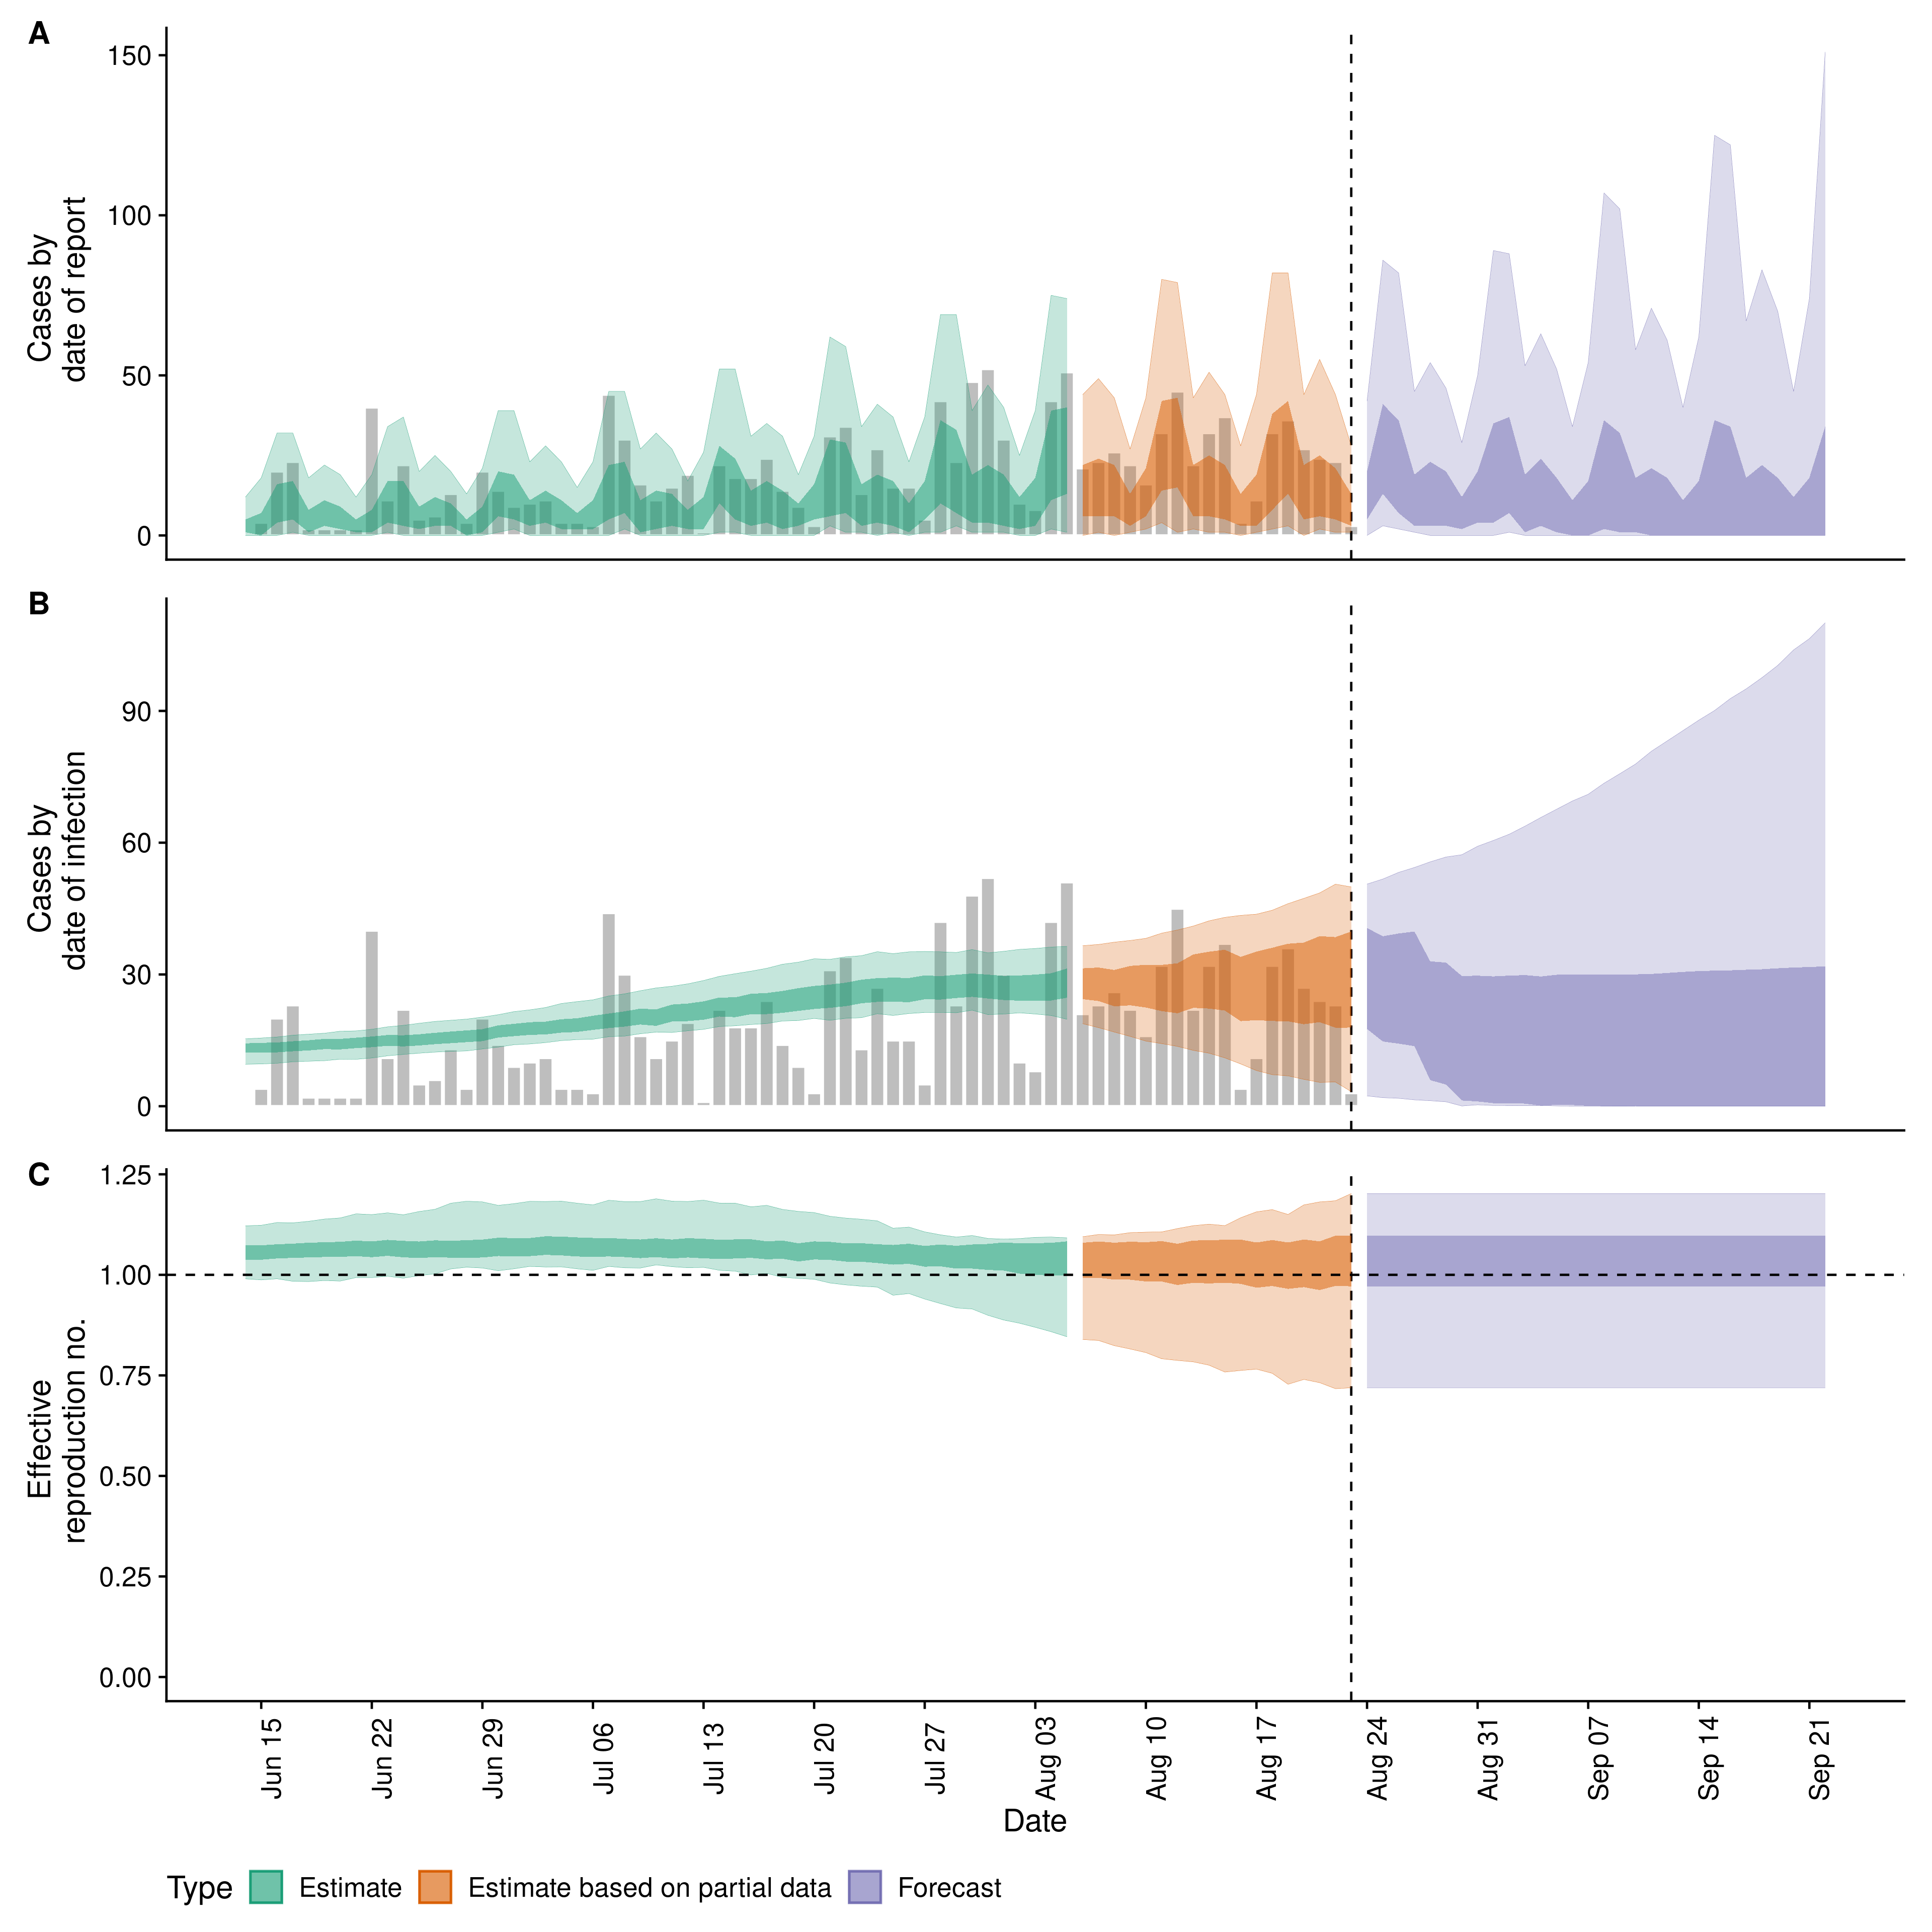 A
150
100
50
0
Cases by
date of report
B
90
60
30
0
Cases by
date of infection
C
1.25
1.00
0.75
0.50
0.25
0.00
Effective
reproduction no.
Jun 15
Jun 22
Jun 29
Jul 06
Jul 13
Jul 20
Jul 27
Aug 03
Aug 10
Aug 17
Aug 24
Aug 31
Sep 07
Sep 14
Sep 21
Date
Type Estimate Estimate based on partial data Forecast